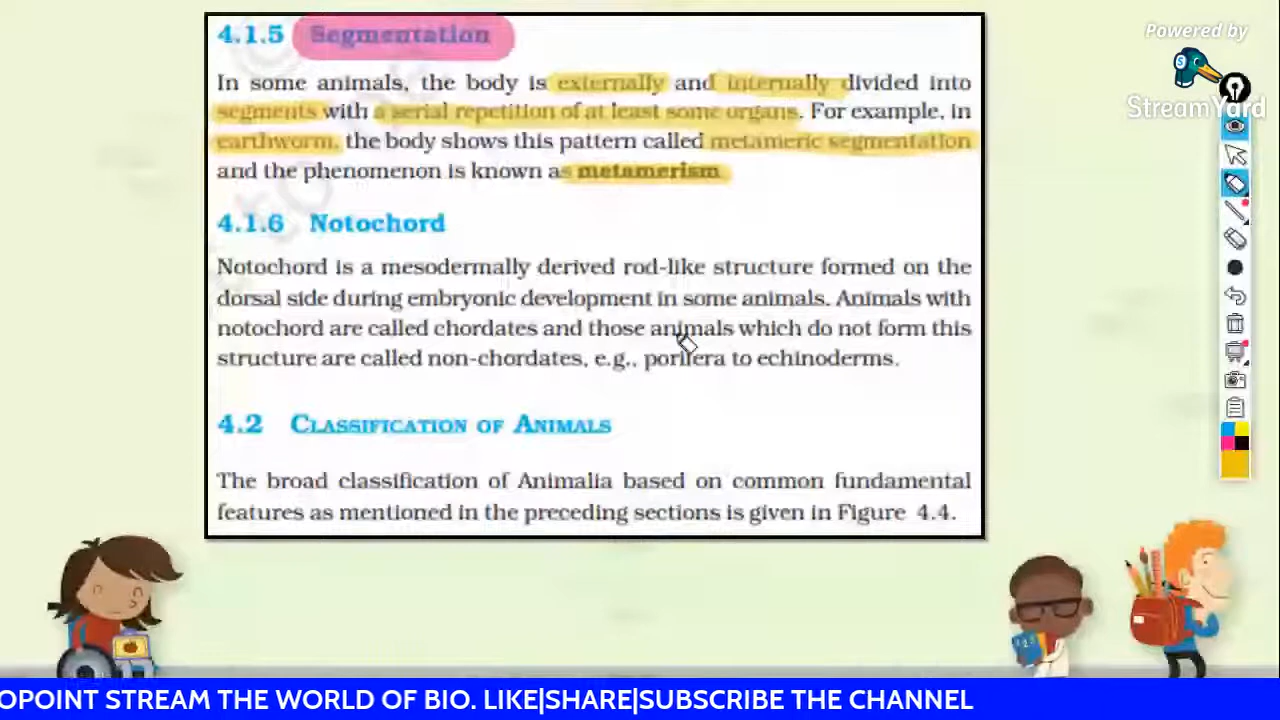 Powered by
StreamYard
4.1.5 Segmentation
In some animals, the body is externally and internally divided into
segments with a serial repetition of at least some organs. For example, in
earthworm, the body shows this pattern called metameric segmentation
and the phenomenon is known as metamerism.
4.1.6 Notochord
Notochord is a mesodermally derived rod-like structure formed on the
dorsal side during embryonic development in some animals. Animals with
notochord are called chordates and those animals which do not form this
structure are called non-chordates, e.g., porifera to echinoderms.
4.2 CLASSIFICATION OF ANIMALS
The broad classification of Animalia based on common fundamental
features as mentioned in the preceding sections is given in Figure 4.4.
OPOINT STREAM THE WORLD OF BIO. LIKE|SHARE|SUBSCRIBE THE CHANNEL